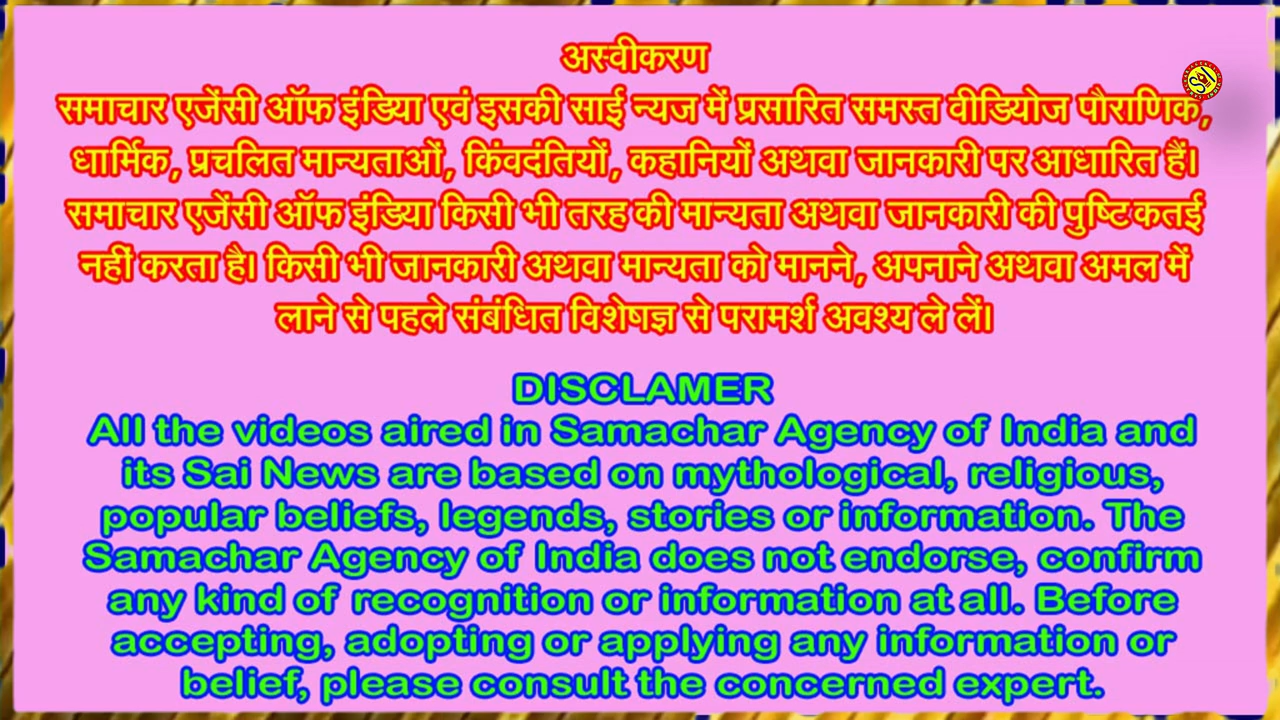 अस्वीकरण
समाचार एजेंसी ऑफ इंडिया एवं इसकी साई न्यज में प्रसारित समस्त वीडियोज पौराणिक,
धार्मिक, प्रचलित मान्यताओं, किंवदंतियों, कहानियों अथवा जानकारी पर आधारित हैं।
समाचार एजेंसी ऑफ इंडिया किसी भी तरह की मान्यता अथवा जानकारी की पुष्टि कतई
नहीं करता है। किसी भी जानकारी अथवा मान्यता को मानने, अपनाने अथवा अमल में
लाने से पहले संबंधित विशेषज्ञ से परामर्श अवश्य ले लें।
DISCLAMER
All the videos aired in Samachar Agency of India and
its Sai News are based on mythological, religious,
popular beliefs, legends, stories or information. The
Samachar Agency of India does not endorse, confirm
any kind of recognition or information at all. Before
accepting, adopting or applying any information or
belief, please consult the concerned expert.